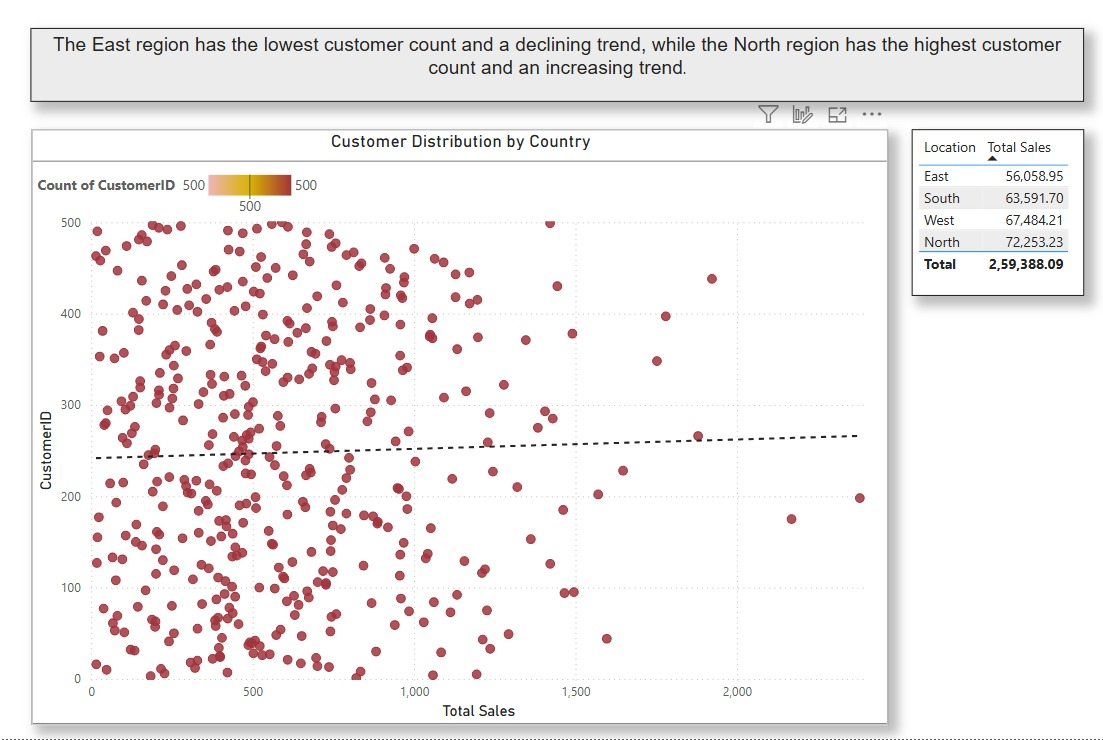 The East region has the lowest customer count and a declining trend, while the North region has the highest customer
count and an increasing trend.
Customer Distribution by Country
Count of CustomerID 500 500
500
500
400
300
200
100
0
CustomerID
0 500 1,000 1,500 2,000
Total Sales
Location Total Sales
East 56,058.95
South 63,591.70
West 67,484.21
North 72,253.23
Total 2,59,388.09